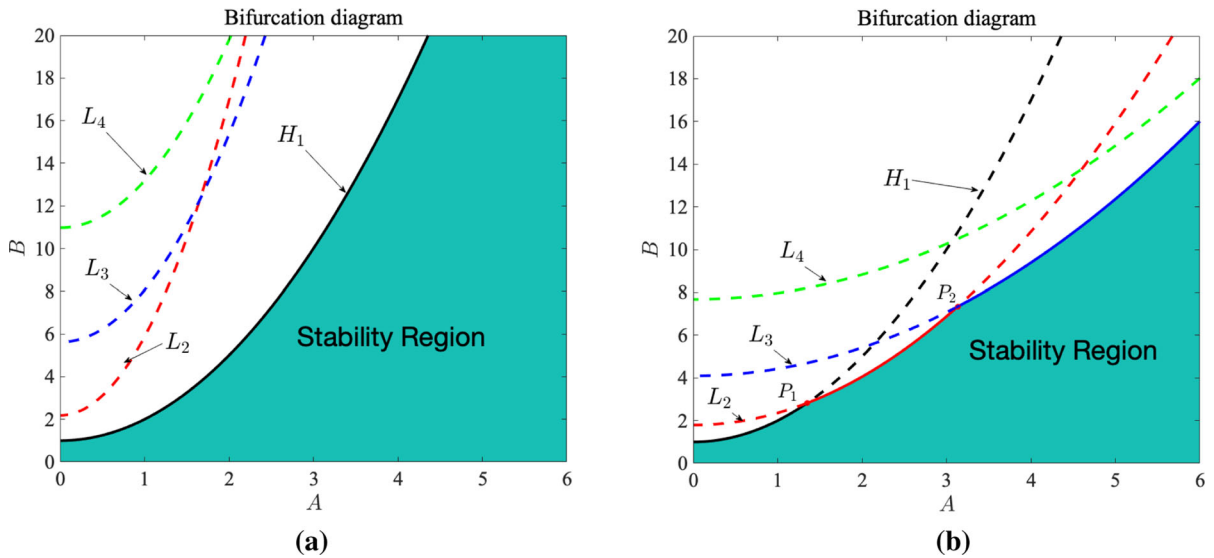 Bifurcation diagram
20
18
16
14
12
10
8
6
4
2
0
B
L4
H1
L3
L2
Stability Region
0 1 2 3 4 5 6
A
(a)
Bifurcation diagram
20
18
16
14
12
10
8
6
4
2
0
B
H1
L4
P2
L3
Stability Region
L2
P1
0 1 2 3 4 5 6
A
(b)